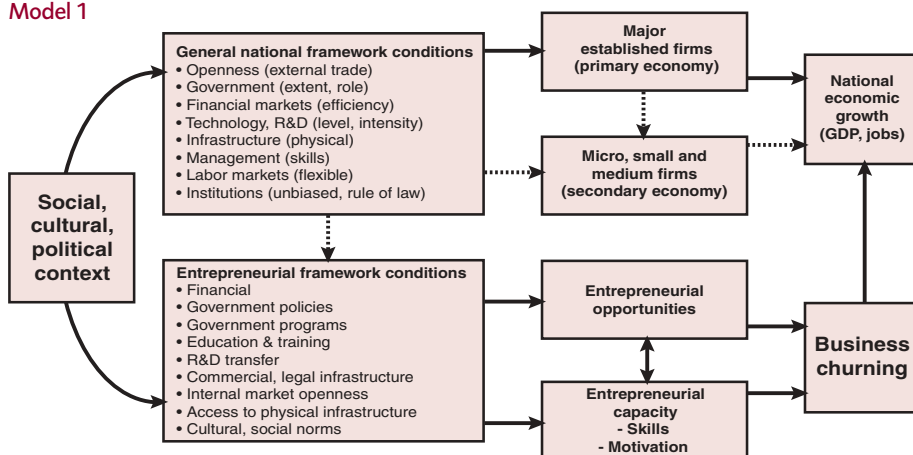 Model 1
Social,
cultural,
political
context
General national framework conditions
• Openness (external trade)
• Government (extent, role)
• Financial markets (efficiency)
• Technology, R&D (level, intensity)
• Infrastructure (physical)
• Management (skills)
• Labor markets (flexible)
• Institutions (unbiased, rule of law)
Major
established firms
(primary economy)
Micro, small and
medium firms
(secondary economy)
National
economic
growth
(GDP, jobs)
Entrepreneurial framework conditions
• Financial
• Government policies
• Government programs
• Education & training
• R&D transfer
• Commercial, legal infrastructure
• Internal market openness
• Access to physical infrastructure
• Cultural, social norms
Entrepreneurial
opportunities
Entrepreneurial
capacity
- Skills
- Motivation
Business
churning